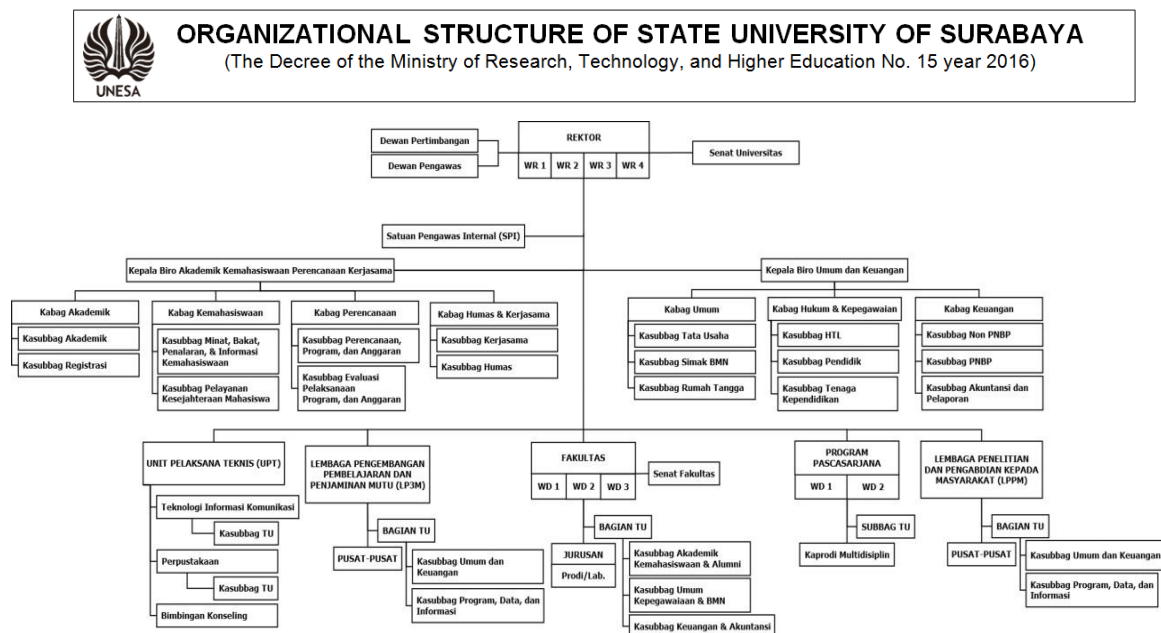 UNESA
ORGANIZATIONAL STRUCTURE OF STATE UNIVERSITY OF SURABAYA
(The Decree of the Ministry of Research, Technology, and Higher Education No. 15 year 2016)
REKTOR
WR 1 WR 2 WR 3 WR 4
Dewan Pertimbangan
Dewan Pengawas
Senat Universitas
Satuan Pengawas Internal (SPI)
Kepala Biro Akademik Kemahasiswaan Perencanaan Kerjasama
Kepala Biro Umum dan Keuangan
Kabag Akademik
Kasubbag Akademik
Kasubbag Registrasi
Kabag Kemahasiswaan
Kasubbag Minat, Bakat,
Penalaran, & Informasi
Kemahasiswaan
Kasubbag Pelayanan
Kesejahteraan Mahasiswa
Kabag Perencanaan
Kasubbag Perencanaan,
Program, dan Anggaran
Kasubbag Evaluasi
Pelaksanaan
Program, dan Anggaran
Kabag Humas & Kerjasama
Kasubbag Kerjasama
Kasubbag Humas
Kabag Umum
Kasubbag Tata Usaha
Kasubbag Simak BMN
Kasubbag Rumah Tangga
Kabag Hukum & Kepegawaian
Kasubbag HTL
Kasubbag Pendidik
Kasubbag Tenaga
Kependidikan
Kabag Keuangan
Kasubbag Non PNBP
Kasubbag PNBP
Kasubbag Akuntansi dan
Pelaporan
UNIT PELAKSANA TEKNIS (UPT)
Teknologi Informasi Komunikasi
Kasubbag TU
Perpustakaan
Kasubbag TU
Bimbingan Konseling
LEMBAGA PENGEMBANGAN
PEMBELAJARAN DAN
PENJAMINAN MUTU (LP3M)
BAGIAN TU
PUSAT-PUSAT
Kasubbag Umum dan
Keuangan
Kasubbag Program, Data, dan
Informasi
FAKULTAS
WD 1 WD 2 WD 3
Senat Fakultas
BAGIAN TU
JURUSAN
Prodi/Lab.
Kasubbag Akademik
Kemahasiswaan & Alumni
Kasubbag Umum
Kepegawaiaan & BMN
Kasubbag Keuangan & Akuntansi
PROGRAM
PASCASARJANA
WD 1 WD 2
SUBBAG TU
Kaprodi Multidisiplin
LEMBAGA PENELITIAN
DAN PENGABDIAN KEPADA
MASYARAKAT (LPPM)
BAGIAN TU
PUSAT-PUSAT
Kasubbag Umum dan Keuangan
Kasubbag Program, Data, dan
Informasi